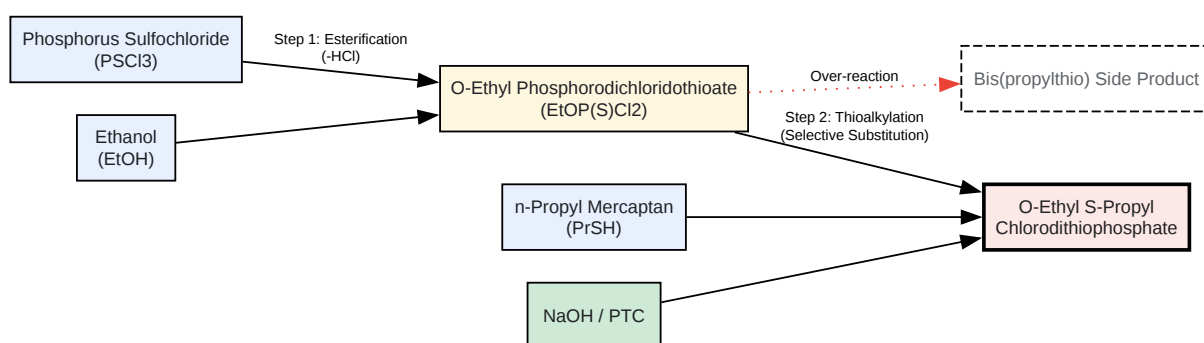 Phosphorus Sulfochloride
(PSCl3)
Step 1: Esterification
(-HCl)
Ethanol
(EtOH)
O-Ethyl Phosphorodichloridothioate
(EtOP(S)Cl2)
Over-reaction
Bis(propylthio) Side Product
Step 2: Thioalkylation
(Selective Substitution)
n-Propyl Mercaptan
(PrSH)
O-Ethyl S-Propyl
Chlorodithiophosphate
NaOH / PTC